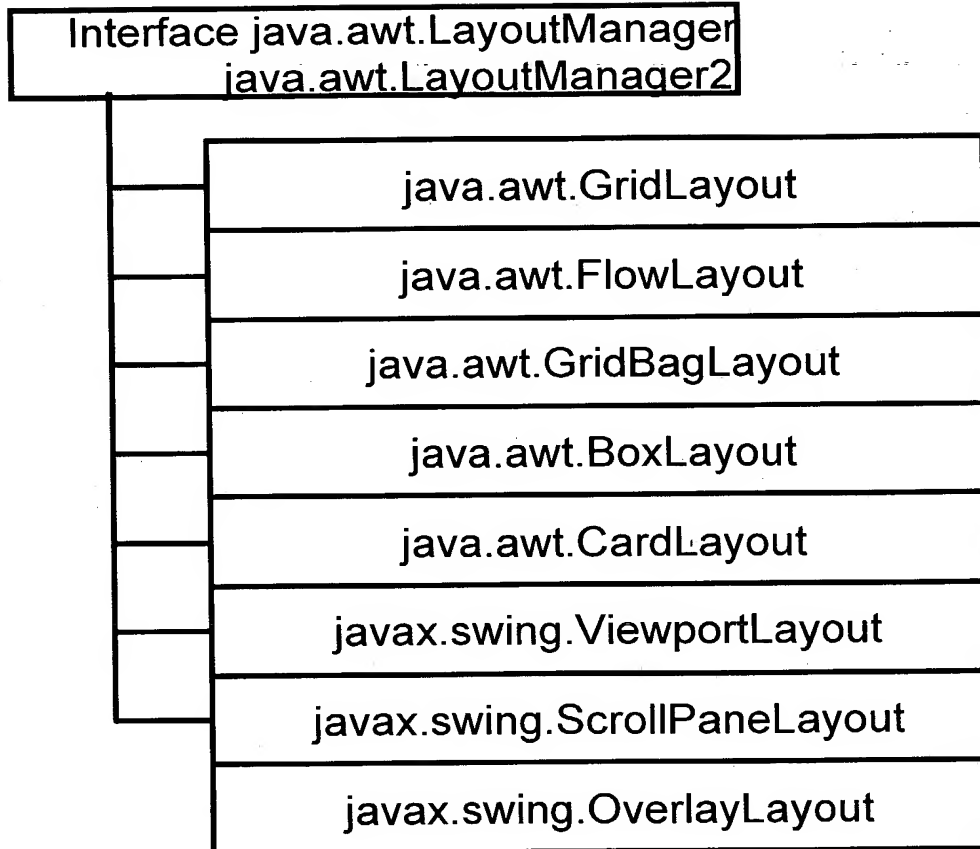 Interface java.awt.LayoutManager
java.awt.LayoutManager2
java.awt.GridLayout
java.awt.FlowLayout
java.awt.GridBagLayout
java.awt.BoxLayout
java.awt.CardLayout
javax.swing.ViewportLayout
javax.swing.ScrollPaneLayout
javax.swing.OverlayLayout